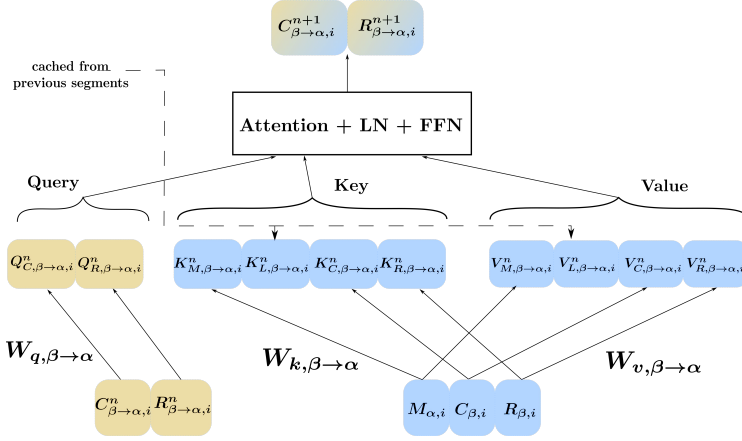 C^{n+1}_{β→α,i} R^{n+1}_{β→α,i}
cached from
previous segments
Attention + LN + FFN
Query Key Value
Q^n_{C,β→α,i} Q^n_{R,β→α,i} K^n_{M,β→α,i} K^n_{L,β→α,i} K^n_{C,β→α,i} K^n_{R,β→α,i} V^n_{M,β→α,i} V^n_{L,β→α,i} V^n_{C,β→α,i} V^n_{R,β→α,i}
W_{q,β→α} W_{k,β→α} W_{v,β→α}
C^n_{β→α,i} R^n_{β→α,i} M_{α,i} C_{β,i} R_{β,i}